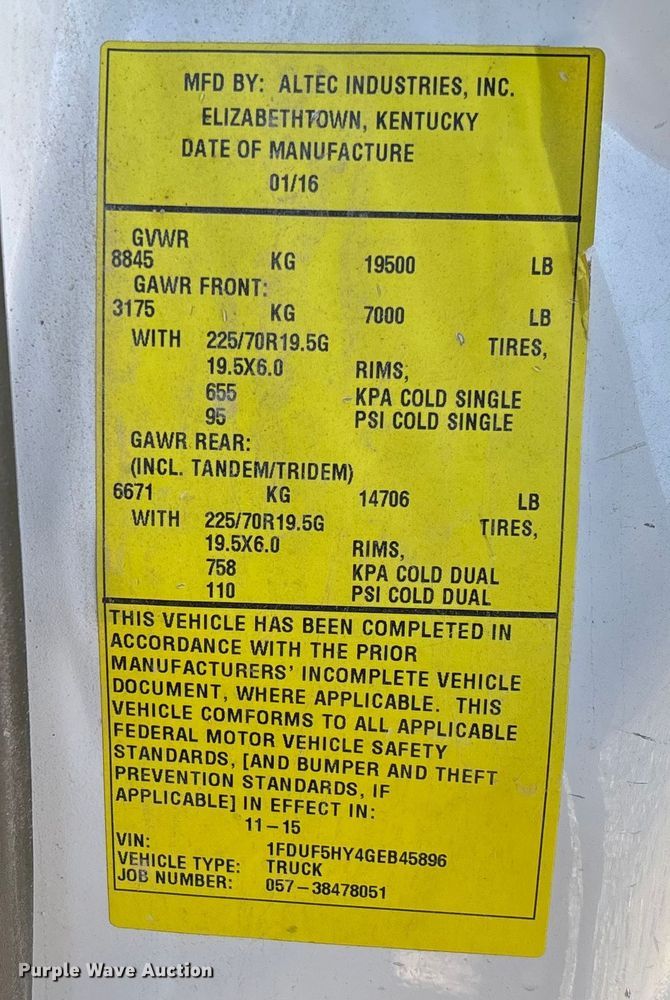 MFD BY: ALTEC INDUSTRIES, INC.
ELIZABETHTOWN, KENTUCKY
DATE OF MANUFACTURE
01/16
GVWR
8845 KG 19500 LB
GAWR FRONT:
3175 KG 7000 LB
WITH 225/70R19.5G TIRES,
19.5X6.0 RIMS,
655 KPA COLD SINGLE
95 PSI COLD SINGLE
GAWR REAR:
(INCL. TANDEM/TRIDEM)
6671 KG 14706 LB
WITH 225/70R19.5G TIRES,
19.5X6.0 RIMS,
758 KPA COLD DUAL
110 PSI COLD DUAL
THIS VEHICLE HAS BEEN COMPLETED IN
ACCORDANCE WITH THE PRIOR
MANUFACTURERS' INCOMPLETE VEHICLE
DOCUMENT, WHERE APPLICABLE. THIS
VEHICLE COMFORMS TO ALL APPLICABLE
FEDERAL MOTOR VEHICLE SAFETY
STANDARDS, [AND BUMPER AND THEFT
PREVENTION STANDARDS, IF
APPLICABLE] IN EFFECT IN:
11-15
VIN: 1FDUF5HY4GEB45896
VEHICLE TYPE: TRUCK
JOB NUMBER: 057-38478051
Purple Wave Auction